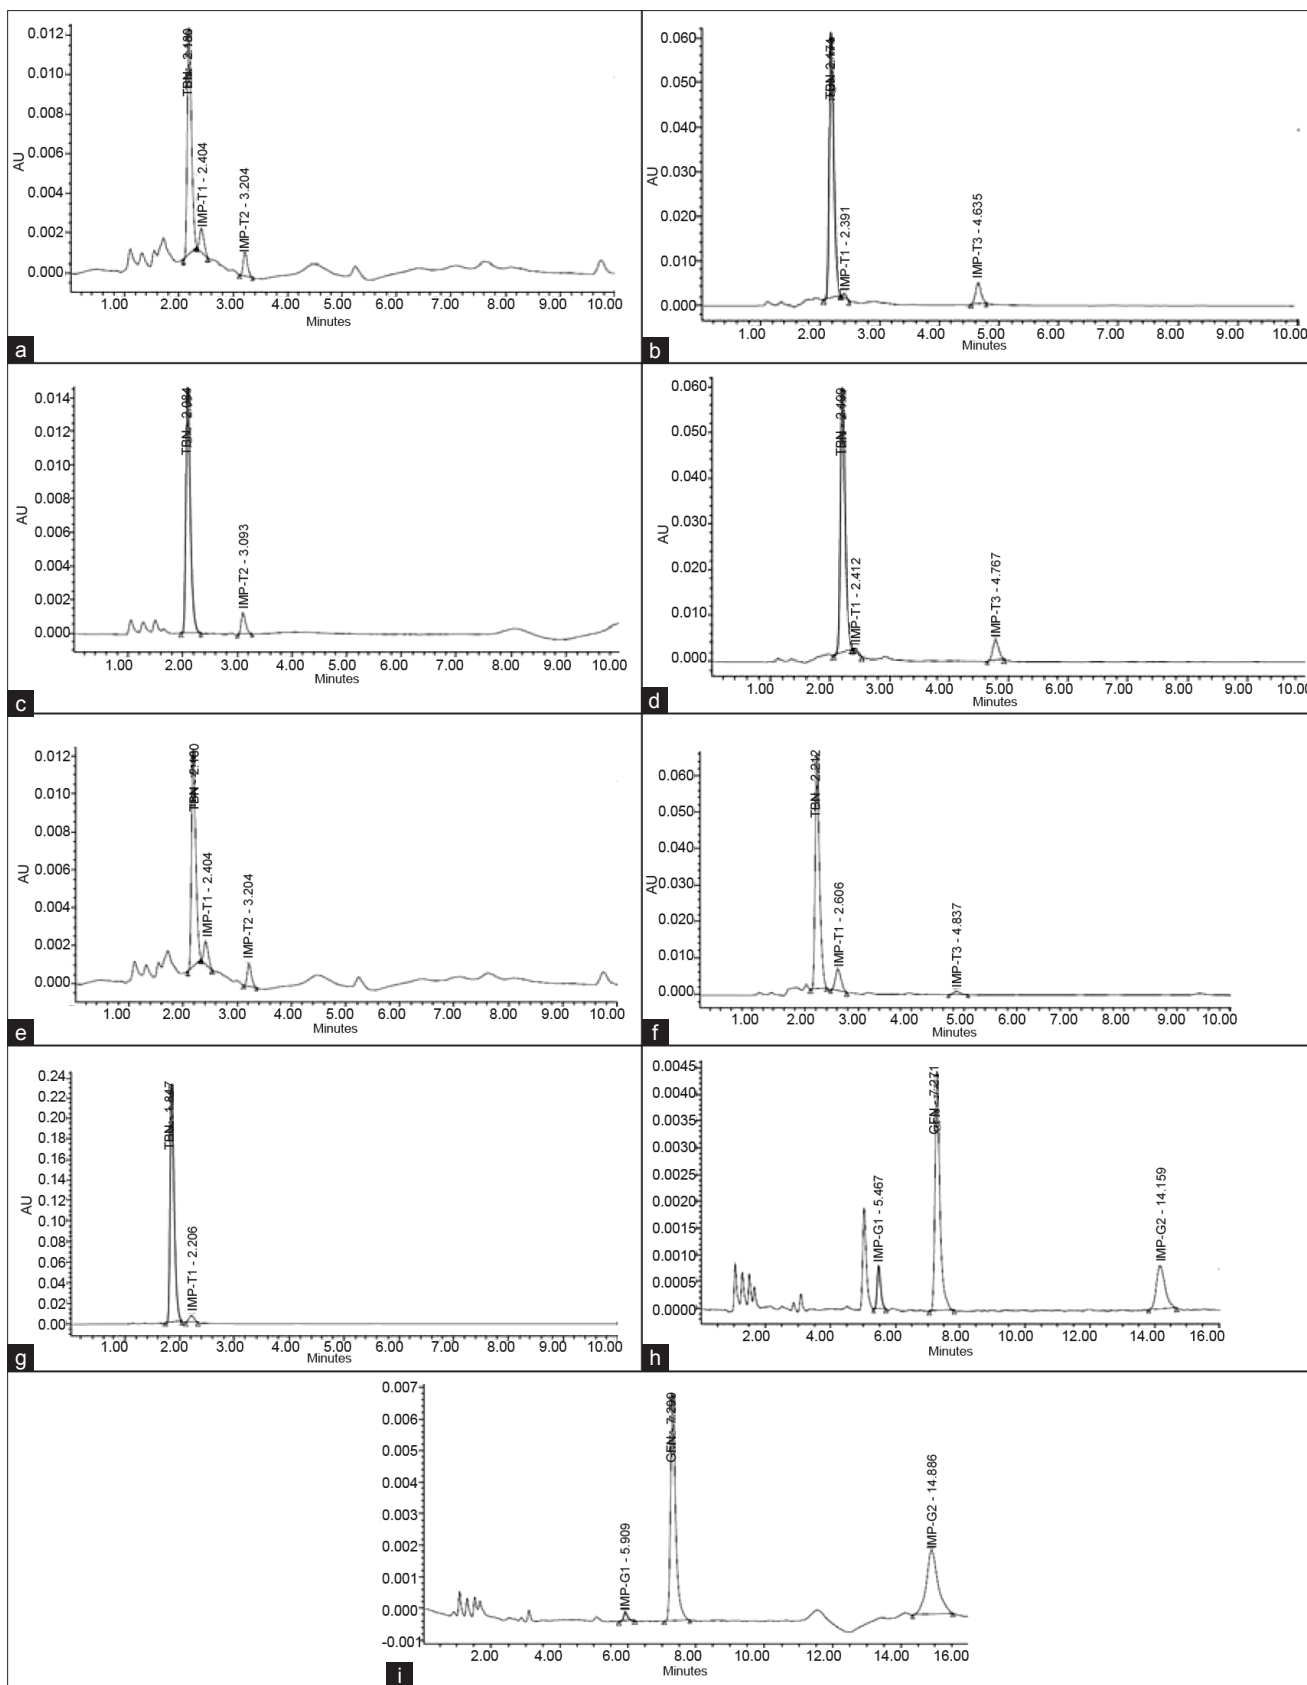 0.012
0.010
0.008
0.006
0.004
0.002
0.000
AU
TBN - 2.180
IMP-T1 - 2.404
IMP-T2 - 3.204
1.00 2.00 3.00 4.00 5.00 6.00 7.00 8.00 9.00 10.00
Minutes
a
0.060
0.050
0.040
0.030
0.020
0.010
0.000
AU
TBN-2.174
IMP-T1 - 2.391
IMP-T3 - 4.635
1.00 2.00 3.00 4.00 5.00 6.00 7.00 8.00 9.00 10.00
Minutes
b
0.014
0.012
0.010
0.008
0.006
0.004
0.002
0.000
AU
TBN - 2.084
IMP-T2 - 3.093
1.00 2.00 3.00 4.00 5.00 6.00 7.00 8.00 9.00 10.00
Minutes
c
0.060
0.050
0.040
0.030
0.020
0.010
0.000
AU
IMP-T1 - 2.412
IMP-T3 - 4.767
1.00 2.00 3.00 4.00 5.00 6.00 7.00 8.00 9.00 10.00
Minutes
d
0.012
0.010
0.008
0.006
0.004
0.002
0.000
AU
TBN - 2.180
IMP-T1 - 2.404
IMP-T2 - 3.204
1.00 2.00 3.00 4.00 5.00 6.00 7.00 8.00 9.00 10.00
Minutes
e
0.060
0.050
0.040
0.030
0.020
0.010
0.000
AU
TBN - 2.212
IMP-T1 - 2.606
IMP-T3 - 4.837
1.00 2.00 3.00 4.00 5.00 6.00 7.00 8.00 9.00 10.00
Minutes
f
0.24
0.22
0.20
0.18
0.16
0.14
0.12
0.10
0.08
0.06
0.04
0.02
0.00
AU
TBN - 1.847
IMP-T1 - 2.206
1.00 2.00 3.00 4.00 5.00 6.00 7.00 8.00 9.00 10.00
Minutes
g
0.0045
0.0040
0.0035
0.0030
0.0025
0.0020
0.0015
0.0010
0.0005
0.0000
IMP-G1 - 5.467
GFN - 7.271
IMP-G2 - 14.159
2.00 4.00 6.00 8.00 10.00 12.00 14.00 16.00
Minutes
h
0.007
0.006
0.005
0.004
0.003
0.002
0.001
0.000
-0.001
IMP-G1 - 5.909
GFN - 7.299
IMP-G2 - 14.886
2.00 4.00 6.00 8.00 10.00 12.00 14.00 16.00
Minutes
i